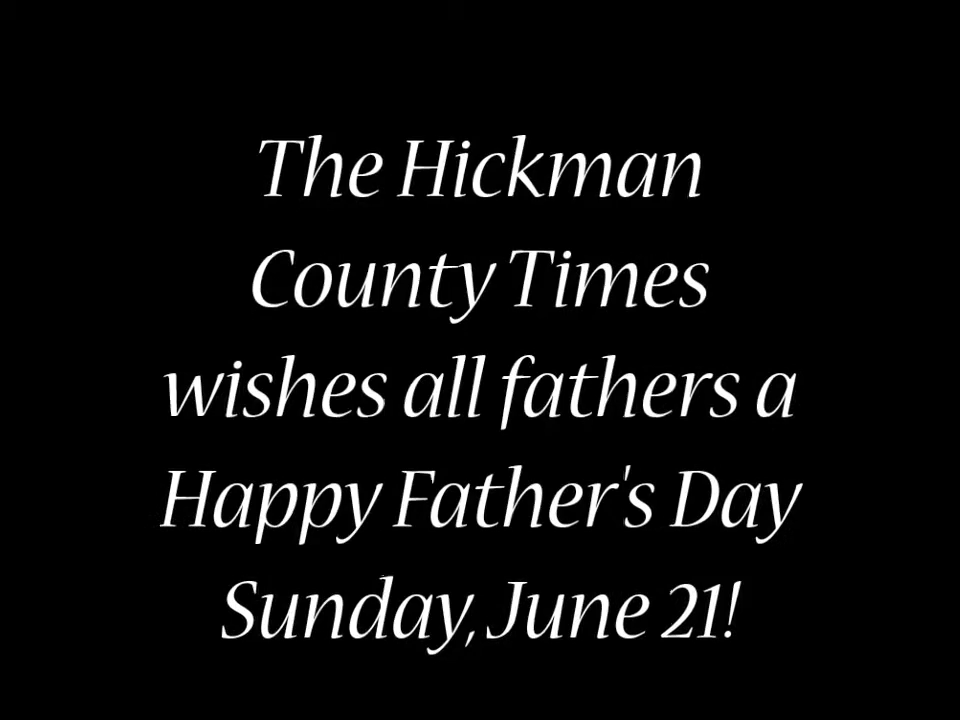 The Hickman
County Times
wishes all fathers a
Happy Father's Day
Sunday, June 21!